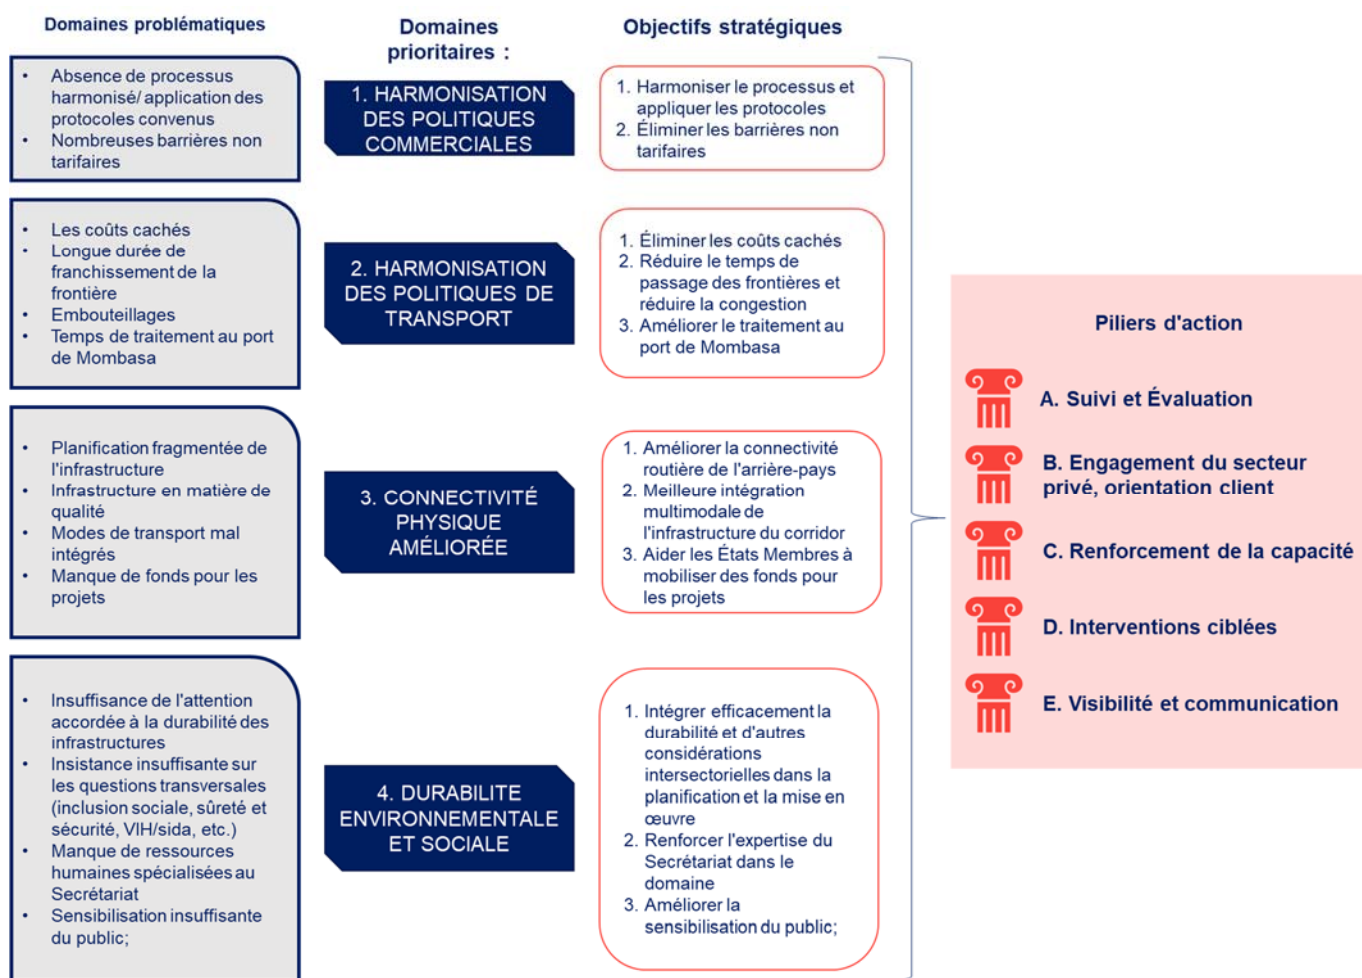 Domaines problématiques
Domaines
prioritaires :
Objectifs stratégiques
• Absence de processus
harmonisé/ application des
protocoles convenus
• Nombreuses barrières non
tarifaires
1. HARMONISATION
DES POLITIQUES
COMMERCIALES
1. Harmoniser le processus et
appliquer les protocoles
2. Éliminer les barrières non
tarifaires
• Les coûts cachés
• Longue durée de
franchissement de la
frontière
• Embouteillages
• Temps de traitement au port
de Mombasa
2. HARMONISATION
DES POLITIQUES DE
TRANSPORT
1. Éliminer les coûts cachés
2. Réduire le temps de
passage des frontières et
réduire la congestion
3. Améliorer le traitement au
port de Mombasa
• Planification fragmentée de
l'infrastructure
• Infrastructure en matière de
qualité
• Modes de transport mal
intégrés
• Manque de fonds pour les
projets
3. CONNECTIVITÉ
PHYSIQUE
AMÉLIORÉE
1. Améliorer la connectivité
routière de l'arrière-pays
2. Meilleure intégration
multimodale de
l'infrastructure du corridor
3. Aider les États Membres à
mobiliser des fonds pour
les projets
• Insuffisance de l'attention
accordée à la durabilité des
infrastructures
• Insistance insuffisante sur
les questions transversales
(inclusion sociale, sûreté et
sécurité, VIH/sida, etc.)
• Manque de ressources
humaines spécialisées au
Secrétariat
• Sensibilisation insuffisante
du public;
4. DURABILITE
ENVIRONNEMENTALE
ET SOCIALE
1. Intégrer efficacement la
durabilité et d'autres
considérations
intersectorielles dans la
planification et la mise en
œuvre
2. Renforcer l'expertise du
Secrétariat dans le
domaine
3. Améliorer la
sensibilisation du public;
Piliers d'action
A. Suivi et Évaluation
B. Engagement du secteur
privé, orientation client
C. Renforcement de la capacité
D. Interventions ciblées
E. Visibilité et communication